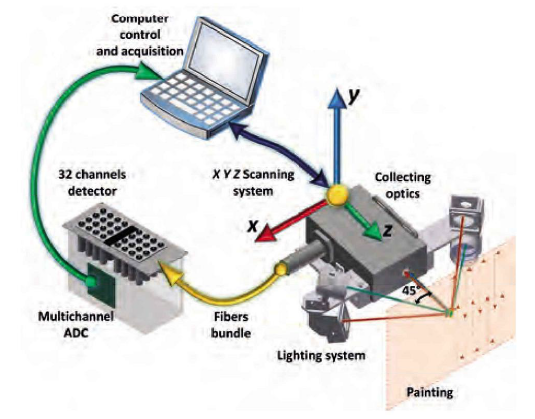 Computer
control
and acquisition
y
32 channels
detector
X Y Z Scanning
system
Collecting
optics
x
z
45°
Multichannel
ADC
Fibers
bundle
Lighting system
Painting